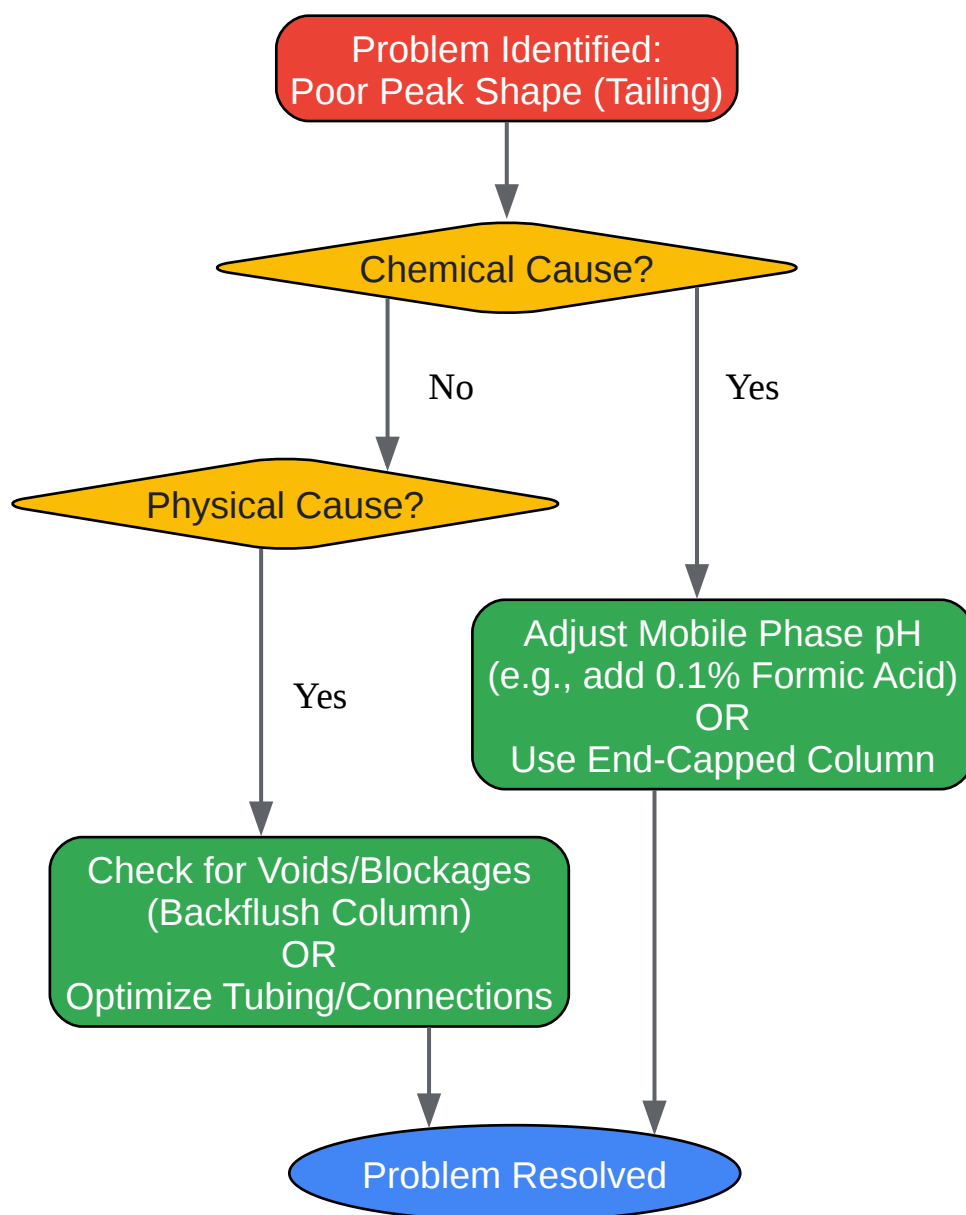 Problem Identified:
Poor Peak Shape (Tailing)
Chemical Cause?
No
Yes
Physical Cause?
Yes
Adjust Mobile Phase pH
(e.g., add 0.1% Formic Acid)
OR
Use End-Capped Column
Check for Voids/Blockages
(Backflush Column)
OR
Optimize Tubing/Connections
Problem Resolved